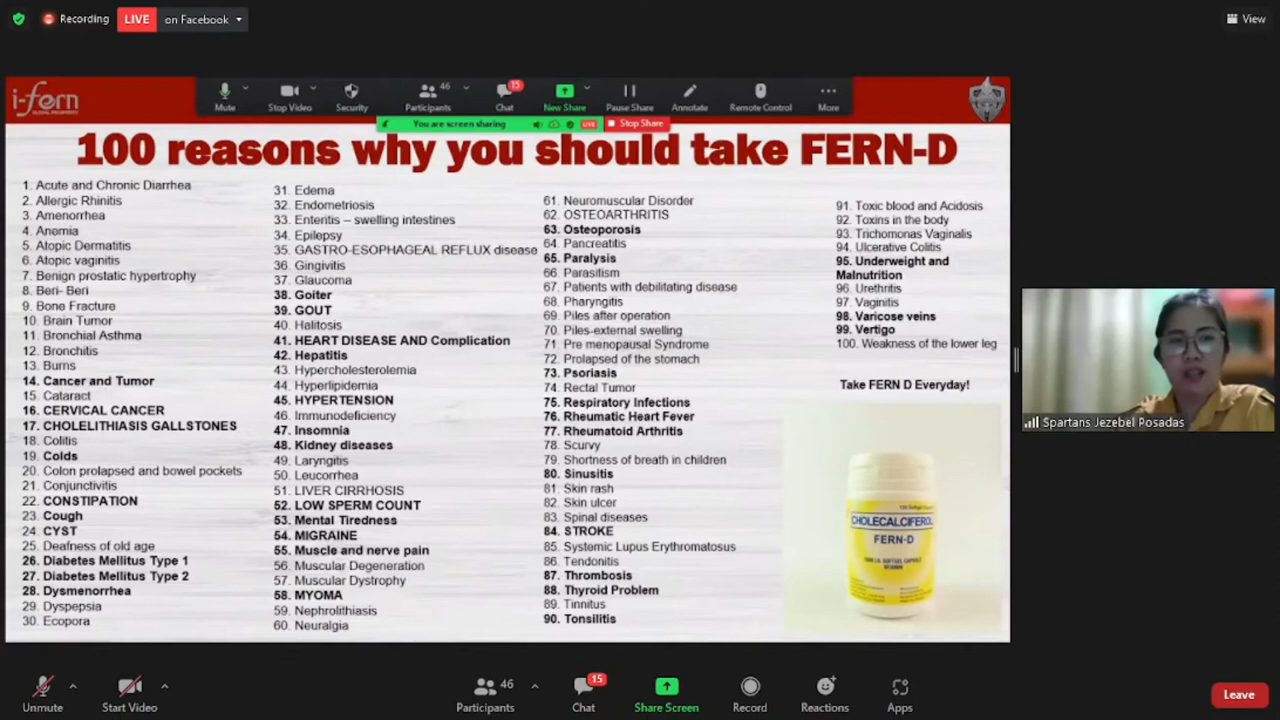 Recording
LIVE on Facebook
View
i-fern
Mute
Stop Video
Security
Participants 46
Chat 15
New Share
Pause Share
Annotate
Remote Control
More
You are screen sharing
LIVE
Stop Share
100 reasons why you should take FERN-D
1. Acute and Chronic Diarrhea
2. Allergic Rhinitis
3. Amenorrhea
4. Anemia
5. Atopic Dermatitis
6. Atopic vaginitis
7. Benign prostatic hypertrophy
8. Beri- Beri
9. Bone Fracture
10. Brain Tumor
11. Bronchial Asthma
12. Bronchitis
13. Burns
14. Cancer and Tumor
15. Cataract
16. CERVICAL CANCER
17. CHOLELITHIASIS GALLSTONES
18. Colitis
19. Colds
20. Colon prolapsed and bowel pockets
21. Conjunctivitis
22. CONSTIPATION
23. Cough
24. CYST
25. Deafness of old age
26. Diabetes Mellitus Type 1
27. Diabetes Mellitus Type 2
28. Dysmenorrhea
29. Dyspepsia
30. Ecopora
31. Edema
32. Endometriosis
33. Enteritis – swelling intestines
34. Epilepsy
35. GASTRO-ESOPHAGEAL REFLUX disease
36. Gingivitis
37. Glaucoma
38. Goiter
39. GOUT
40. Halitosis
41. HEART DISEASE AND Complication
42. Hepatitis
43. Hypercholesterolemia
44. Hyperlipidemia
45. HYPERTENSION
46. Immunodeficiency
47. Insomnia
48. Kidney diseases
49. Laryngitis
50. Leucorrhea
51. LIVER CIRRHOSIS
52. LOW SPERM COUNT
53. Mental Tiredness
54. MIGRAINE
55. Muscle and nerve pain
56. Muscular Degeneration
57. Muscular Dystrophy
58. MYOMA
59. Nephrolithiasis
60. Neuralgia
61. Neuromuscular Disorder
62. OSTEOARTHRITIS
63. Osteoporosis
64. Pancreatitis
65. Paralysis
66. Parasitism
67. Patients with debilitating disease
68. Pharyngitis
69. Piles after operation
70. Piles-external swelling
71. Pre menopausal Syndrome
72. Prolapsed of the stomach
73. Psoriasis
74. Rectal Tumor
75. Respiratory Infections
76. Rheumatic Heart Fever
77. Rheumatoid Arthritis
78. Scurvy
79. Shortness of breath in children
80. Sinusitis
81. Skin rash
82. Skin ulcer
83. Spinal diseases
84. STROKE
85. Systemic Lupus Erythromatosus
86. Tendonitis
87. Thrombosis
88. Thyroid Problem
89. Tinnitus
90. Tonsilitis
91. Toxic blood and Acidosis
92. Toxins in the body
93. Trichomonas Vaginalis
94. Ulcerative Colitis
95. Underweight and
Malnutrition
96. Urethritis
97. Vaginitis
98. Varicose veins
99. Vertigo
100. Weakness of the lower leg
Take FERN D Everyday!
CHOLECALCIFEROL
FERN-D
Spartans Jezebel Posadas
Unmute
Start Video
Participants 46
Chat 15
Share Screen
Record
Reactions
Apps
Leave